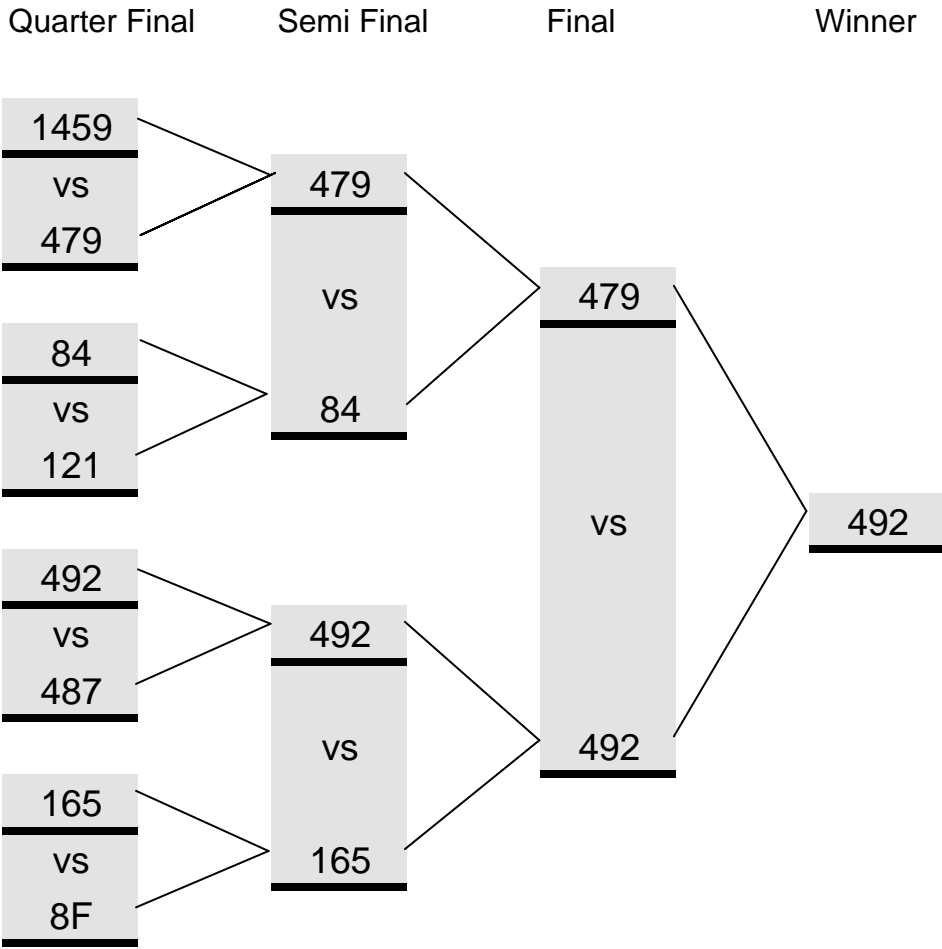 Quarter Final
Semi Final
Final
Winner
1459
vs
479
84
vs
121
492
vs
487
165
vs
8F
479
vs
84
492
vs
165
479
vs
492
492